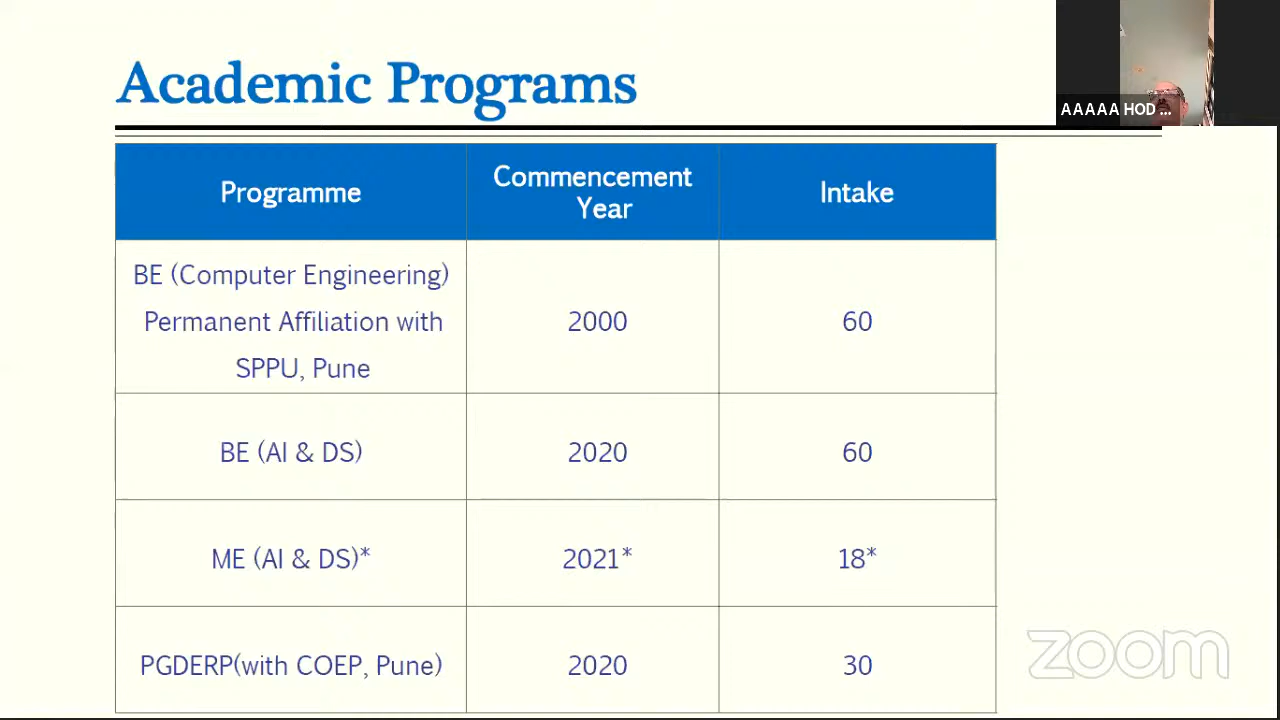 Academic Programs
AAAAA HOD ...
Programme
Commencement
Year
Intake
BE (Computer Engineering)
Permanent Affiliation with
SPPU, Pune
2000
60
BE (AI & DS)
2020
60
ME (AI & DS)*
2021*
18*
PGDERP(with COEP, Pune)
2020
30
zoom